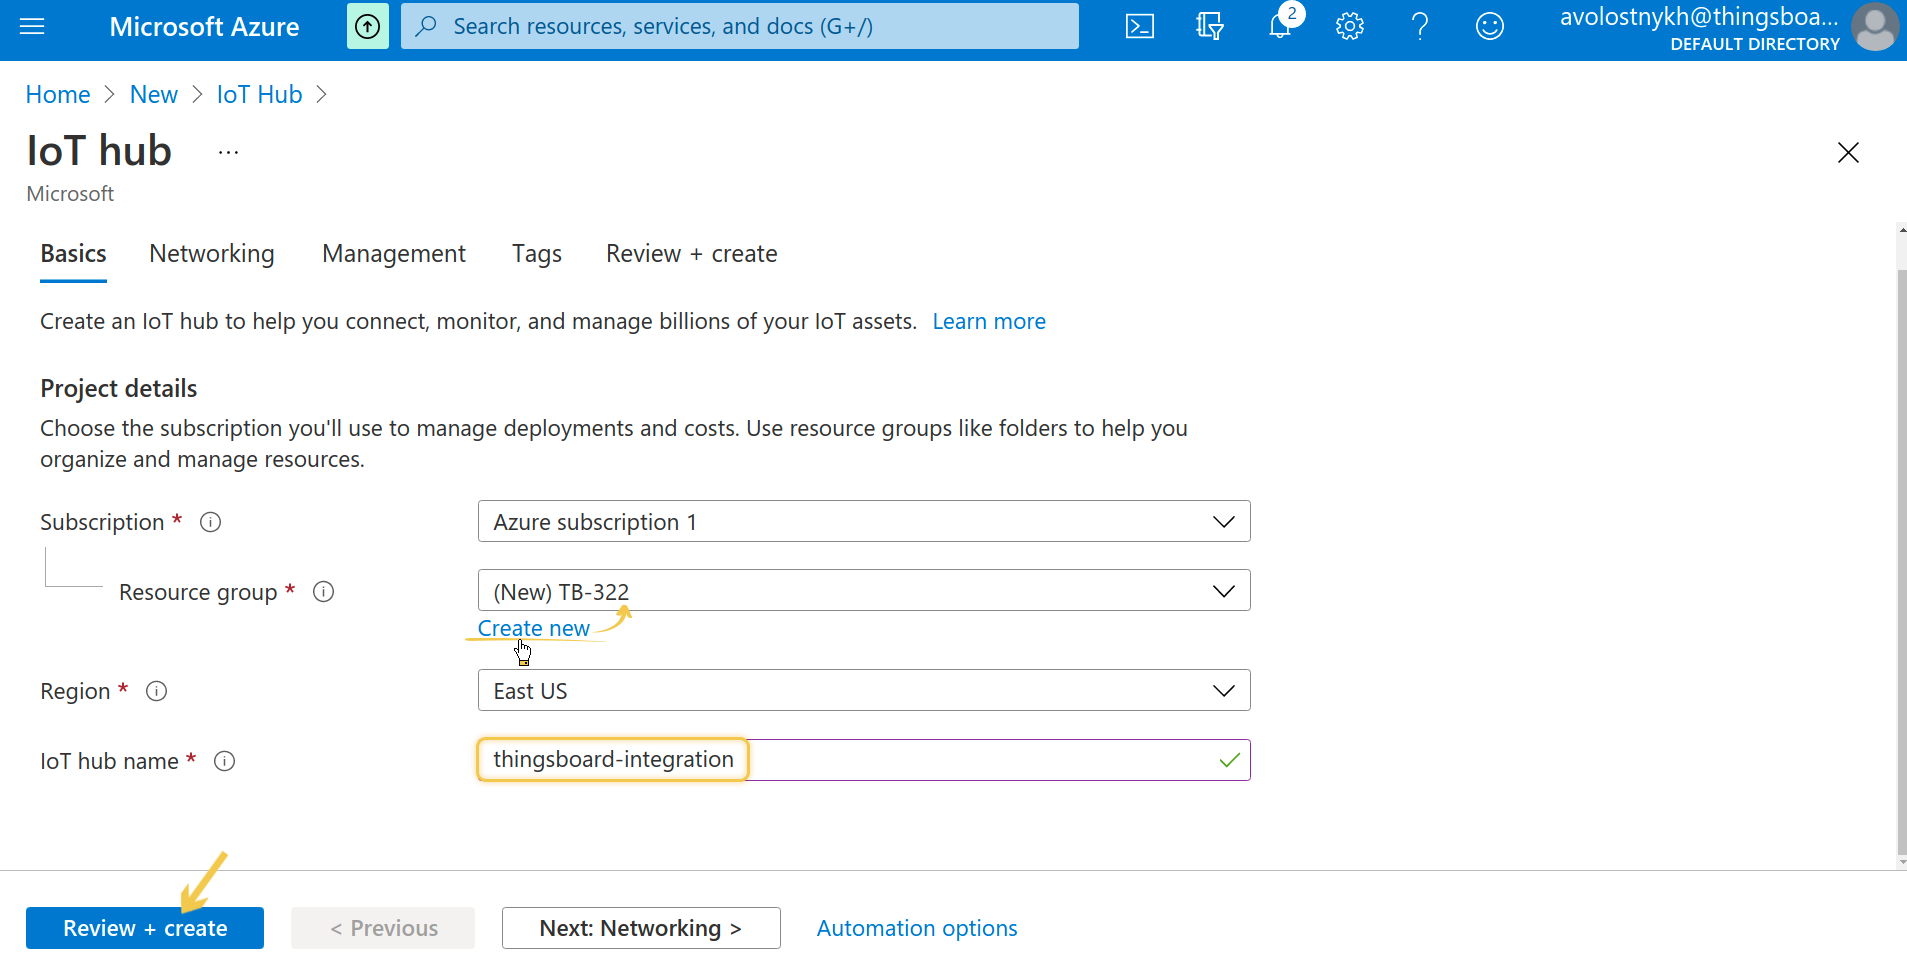 Microsoft Azure
Search resources, services, and docs (G+/)
2
avolostnykh@thingsboa...
DEFAULT DIRECTORY
Home > New > IoT Hub >
IoT hub ...
Microsoft
Basics Networking Management Tags Review + create
Create an IoT hub to help you connect, monitor, and manage billions of your IoT assets. Learn more
Project details
Choose the subscription you'll use to manage deployments and costs. Use resource groups like folders to help you
organize and manage resources.
Subscription * Azure subscription 1
Resource group * (New) TB-322
Create new
Region * East US
IoT hub name * thingsboard-integration
Review + create < Previous Next: Networking > Automation options